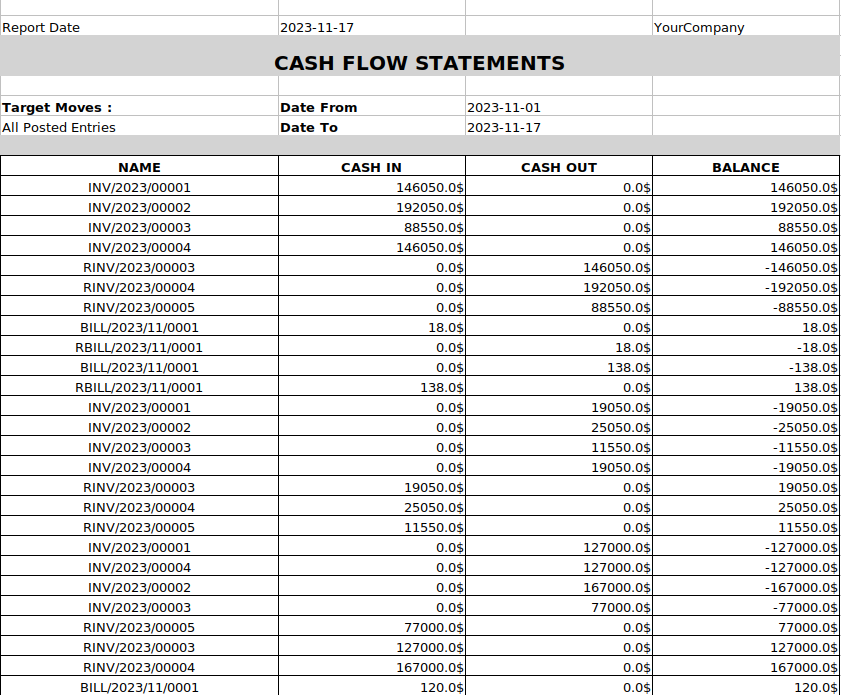 Report Date 2023-11-17 YourCompany
CASH FLOW STATEMENTS
Target Moves : Date From 2023-11-01
All Posted Entries Date To 2023-11-17
NAME CASH IN CASH OUT BALANCE
INV/2023/00001 146050.0$ 0.0$ 146050.0$
INV/2023/00002 192050.0$ 0.0$ 192050.0$
INV/2023/00003 88550.0$ 0.0$ 88550.0$
INV/2023/00004 146050.0$ 0.0$ 146050.0$
RINV/2023/00003 0.0$ 146050.0$ -146050.0$
RINV/2023/00004 0.0$ 192050.0$ -192050.0$
RINV/2023/00005 0.0$ 88550.0$ -88550.0$
BILL/2023/11/0001 18.0$ 0.0$ 18.0$
RBILL/2023/11/0001 0.0$ 18.0$ -18.0$
BILL/2023/11/0001 0.0$ 138.0$ -138.0$
RBILL/2023/11/0001 138.0$ 0.0$ 138.0$
INV/2023/00001 0.0$ 19050.0$ -19050.0$
INV/2023/00002 0.0$ 25050.0$ -25050.0$
INV/2023/00003 0.0$ 11550.0$ -11550.0$
INV/2023/00004 0.0$ 19050.0$ -19050.0$
RINV/2023/00003 19050.0$ 0.0$ 19050.0$
RINV/2023/00004 25050.0$ 0.0$ 25050.0$
RINV/2023/00005 11550.0$ 0.0$ 11550.0$
INV/2023/00001 0.0$ 127000.0$ -127000.0$
INV/2023/00004 0.0$ 127000.0$ -127000.0$
INV/2023/00002 0.0$ 167000.0$ -167000.0$
INV/2023/00003 0.0$ 77000.0$ -77000.0$
RINV/2023/00005 77000.0$ 0.0$ 77000.0$
RINV/2023/00003 127000.0$ 0.0$ 127000.0$
RINV/2023/00004 167000.0$ 0.0$ 167000.0$
BILL/2023/11/0001 120.0$ 0.0$ 120.0$